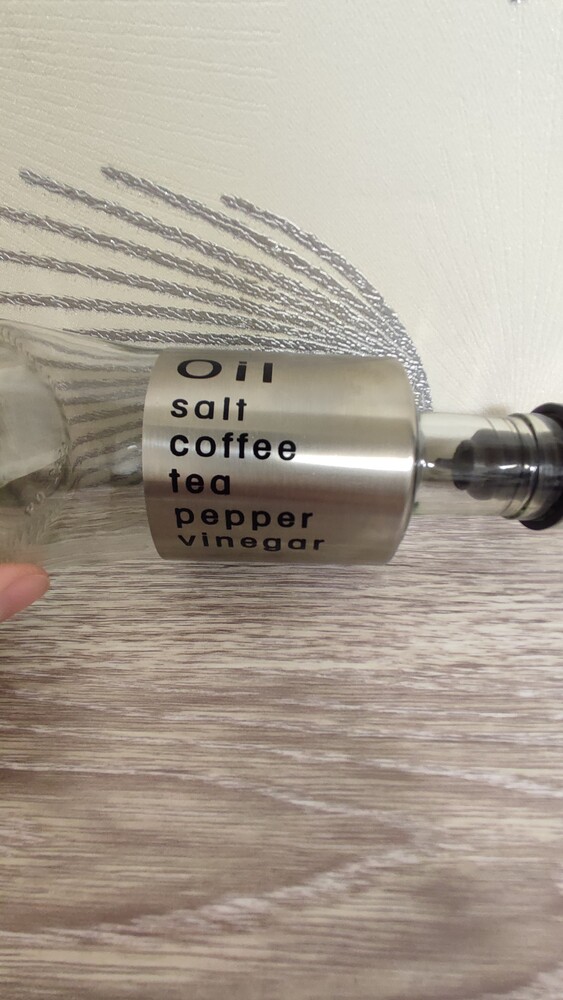 Oil
salt
coffee
tea
pepper
vinegar